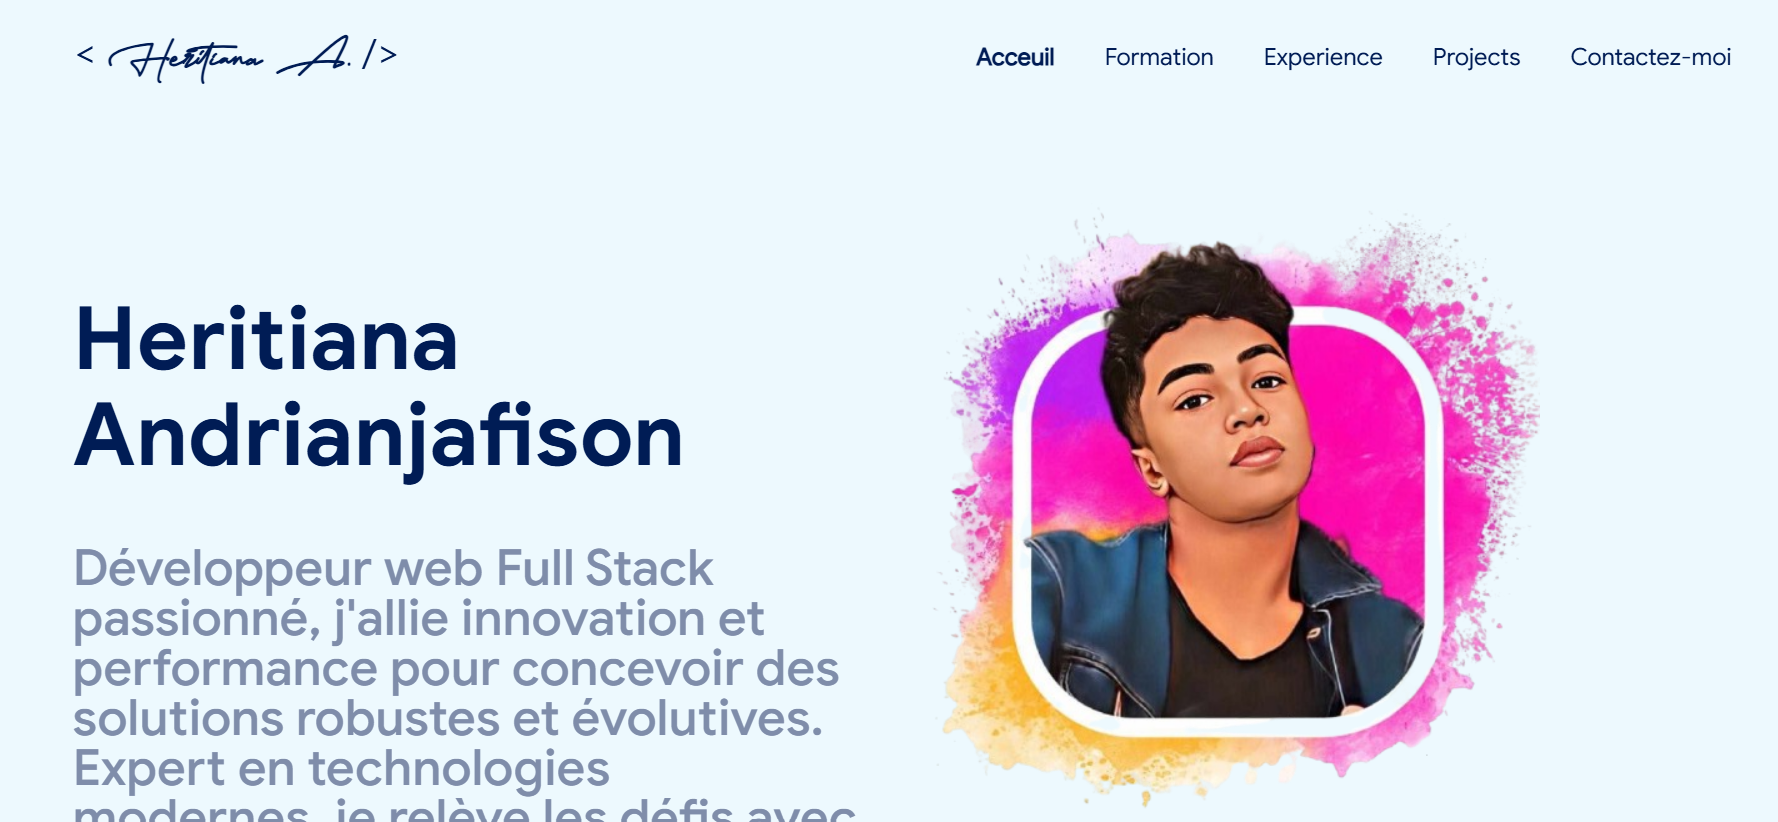 < Heritiana A. />
Acceuil Formation Experience Projects Contactez-moi
Heritiana
Andrianjafison
Développeur web Full Stack
passionné, j'allie innovation et
performance pour concevoir des
solutions robustes et évolutives.
Expert en technologies
modernes, je relève les défis avec